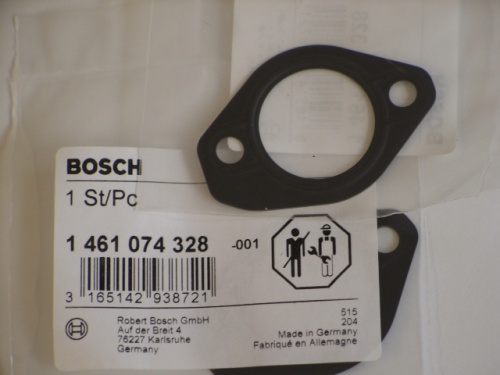 BOSCH
1 St/Pc
1 461 074 328 -001
3 165142 938721
Robert Bosch GmbH
Auf der Breit 4
76227 Karlsruhe
Germany
515
204
Made in Germany
Fabriqué en Allemagne